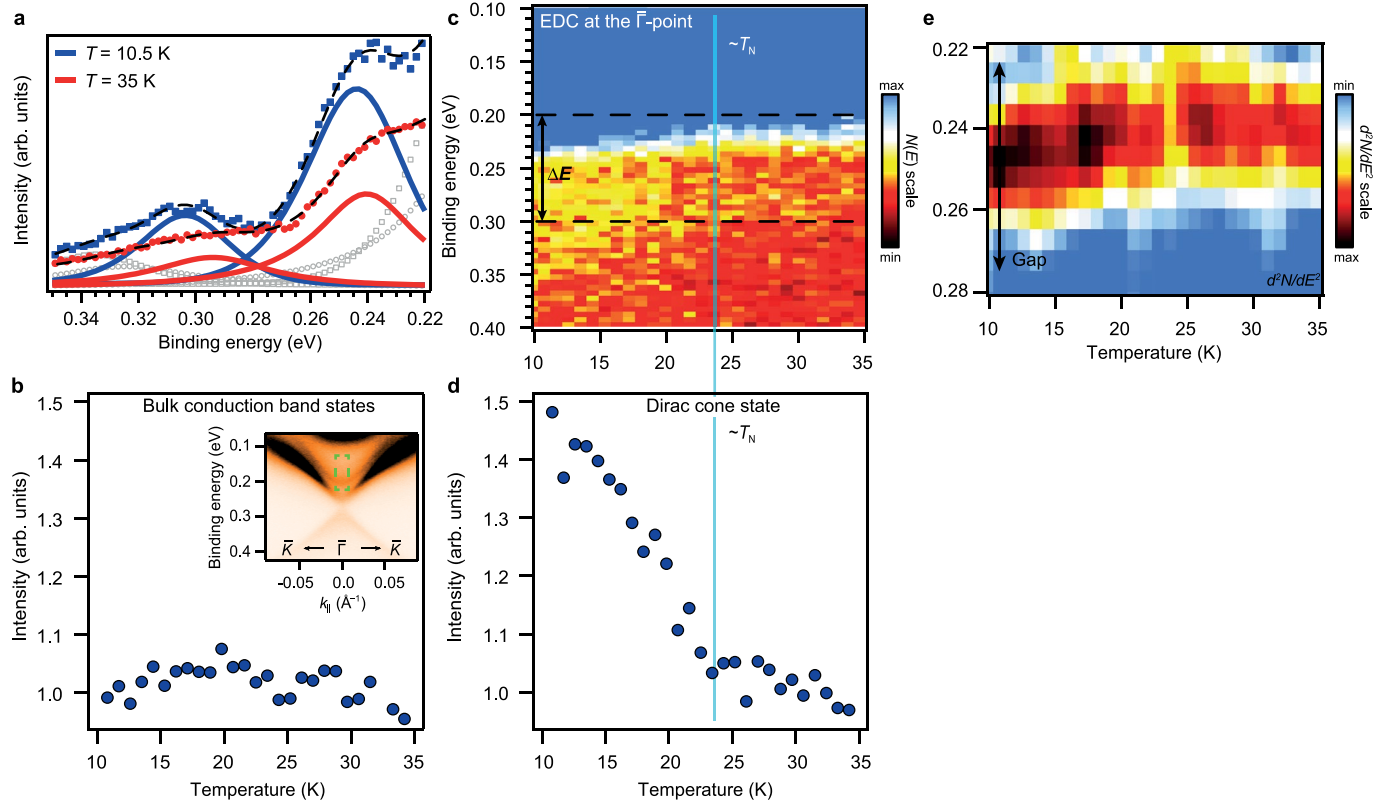 a
T = 10.5 K
T = 35 K
Intensity (arb. units)
0.34
0.32
0.30
0.28
0.26
0.24
0.22
Binding energy (eV)
b
Bulk conduction band states
Intensity (arb. units)
1.5
1.4
1.3
1.2
1.1
1.0
10
15
20
25
30
35
Temperature (K)
Binding energy (eV)
0.1
0.2
0.3
0.4
K̅
Γ̅
K̅
-0.05
0.0
0.05
k∥ (Å⁻¹)
c
EDC at the Γ̅-point
~T_N
Binding energy (eV)
0.10
0.15
0.20
0.25
0.30
0.35
0.40
ΔE
10
15
20
25
30
35
max
N(E) scale
min
d
Dirac cone state
~T_N
Intensity (arb. units)
1.5
1.4
1.3
1.2
1.1
1.0
10
15
20
25
30
35
Temperature (K)
e
0.22
0.24
0.26
0.28
Gap
d²N/dE²
10
15
20
25
30
35
Temperature (K)
min
d²N/dE² scale
max